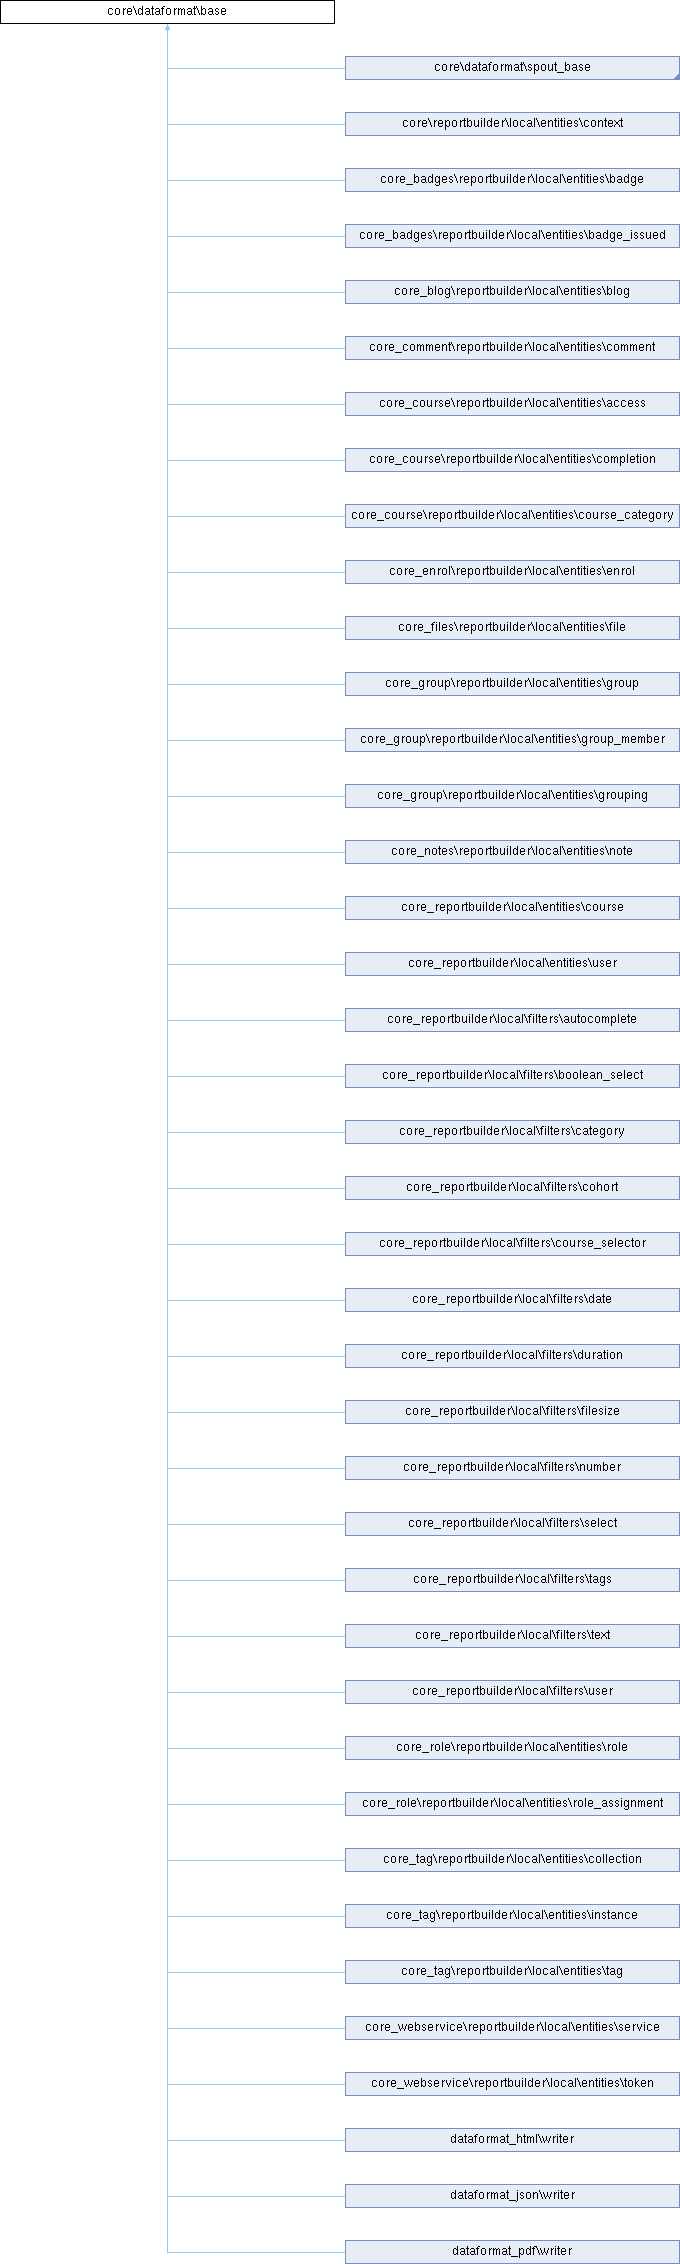 core\dataformat\base
core\dataformat\spout_base
core\reportbuilder\local\entities\context
core_badges\reportbuilder\local\entities\badge
core_badges\reportbuilder\local\entities\badge_issued
core_blog\reportbuilder\local\entities\blog
core_comment\reportbuilder\local\entities\comment
core_course\reportbuilder\local\entities\access
core_course\reportbuilder\local\entities\completion
core_course\reportbuilder\local\entities\course_category
core_enrol\reportbuilder\local\entities\enrol
core_files\reportbuilder\local\entities\file
core_group\reportbuilder\local\entities\group
core_group\reportbuilder\local\entities\group_member
core_group\reportbuilder\local\entities\grouping
core_notes\reportbuilder\local\entities\note
core_reportbuilder\local\entities\course
core_reportbuilder\local\entities\user
core_reportbuilder\local\filters\autocomplete
core_reportbuilder\local\filters\boolean_select
core_reportbuilder\local\filters\category
core_reportbuilder\local\filters\cohort
core_reportbuilder\local\filters\course_selector
core_reportbuilder\local\filters\date
core_reportbuilder\local\filters\duration
core_reportbuilder\local\filters\filesize
core_reportbuilder\local\filters\number
core_reportbuilder\local\filters\select
core_reportbuilder\local\filters\tags
core_reportbuilder\local\filters\text
core_reportbuilder\local\filters\user
core_role\reportbuilder\local\entities\role
core_role\reportbuilder\local\entities\role_assignment
core_tag\reportbuilder\local\entities\collection
core_tag\reportbuilder\local\entities\instance
core_tag\reportbuilder\local\entities\tag
core_webservice\reportbuilder\local\entities\service
core_webservice\reportbuilder\local\entities\token
dataformat_html\writer
dataformat_json\writer
dataformat_pdf\writer